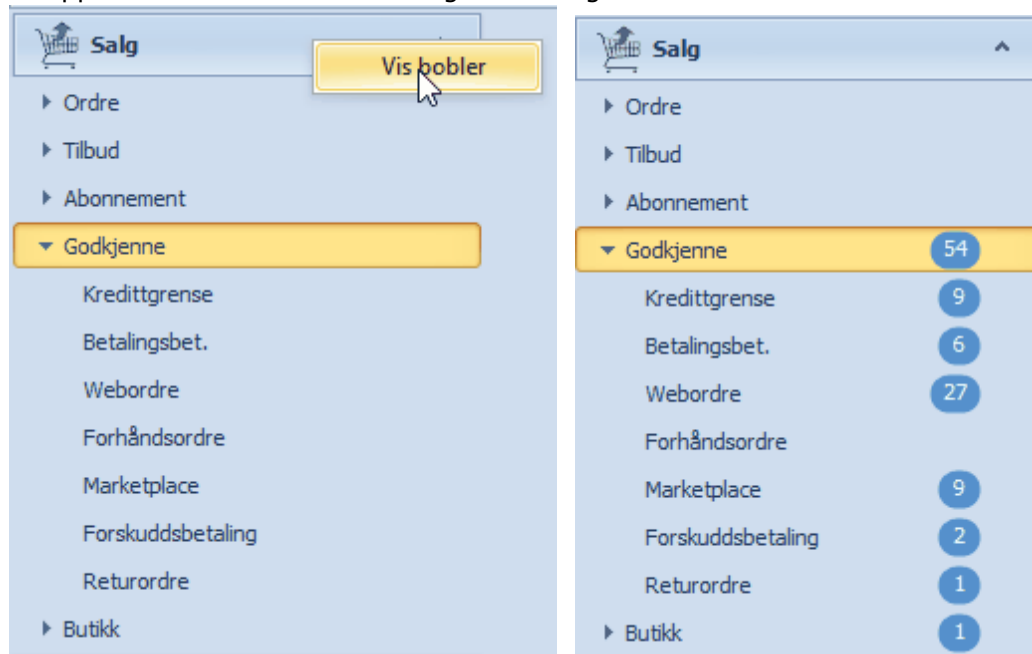 Salg
Vis bobler
Ordre
Tilbud
Abonnement
Godkjenne
Kredittgrense
Betalingsbet.
Webordre
Forhåndsordre
Marketplace
Forskuddsbetaling
Returordre
Butikk
Salg
Ordre
Tilbud
Abonnement
Godkjenne 54
Kredittgrense 9
Betalingsbet. 6
Webordre 27
Forhåndsordre
Marketplace 9
Forskuddsbetaling 2
Returordre 1
Butikk 1